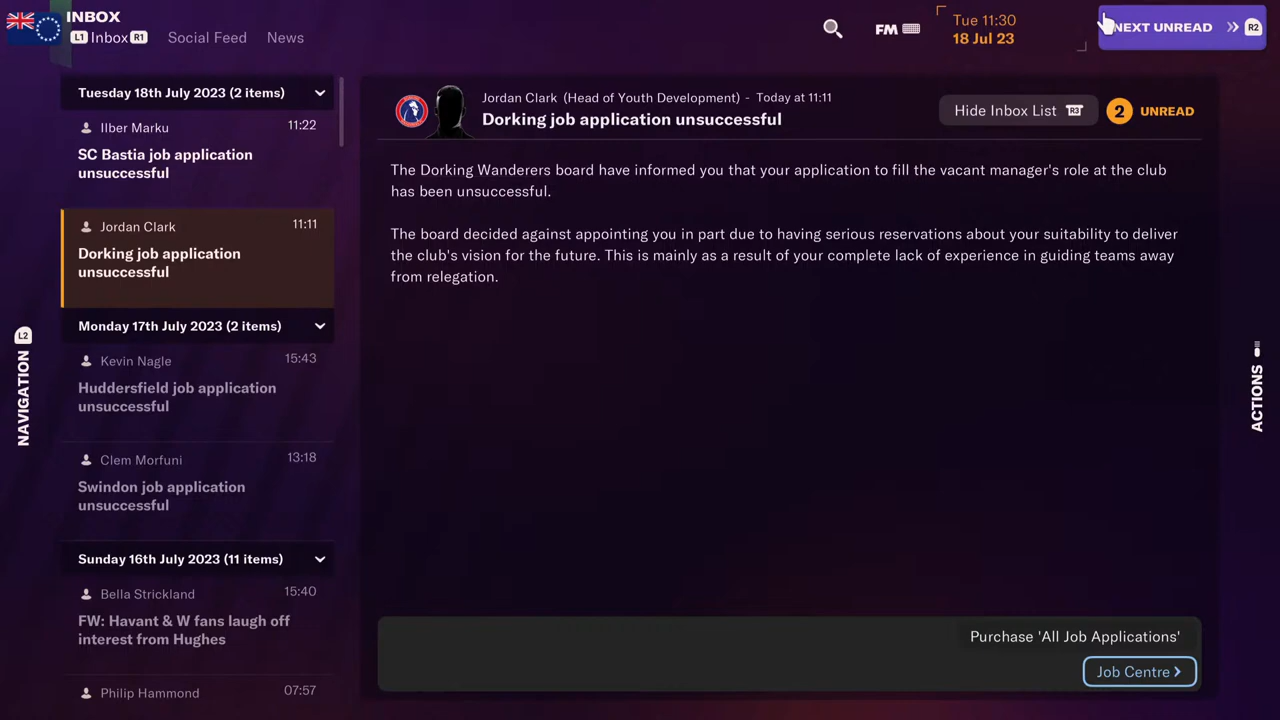 INBOX
L1 Inbox R1 Social Feed News
FM
Tue 11:30
18 Jul 23
NEXT UNREAD R2
Tuesday 18th July 2023 (2 items)
Ilber Marku 11:22
SC Bastia job application
unsuccessful
Jordan Clark 11:11
Dorking job application
unsuccessful
Monday 17th July 2023 (2 items)
Kevin Nagle 15:43
Huddersfield job application
unsuccessful
Clem Morfuni 13:18
Swindon job application
unsuccessful
Sunday 16th July 2023 (11 items)
Bella Strickland 15:40
FW: Havant & W fans laugh off
interest from Hughes
Philip Hammond 07:57
L2
NAVIGATION
Jordan Clark (Head of Youth Development) - Today at 11:11
Dorking job application unsuccessful
Hide Inbox List R3
2 UNREAD
The Dorking Wanderers board have informed you that your application to fill the vacant manager's role at the club
has been unsuccessful.
The board decided against appointing you in part due to having serious reservations about your suitability to deliver
the club's vision for the future. This is mainly as a result of your complete lack of experience in guiding teams away
from relegation.
Purchase 'All Job Applications'
Job Centre >
ACTIONS